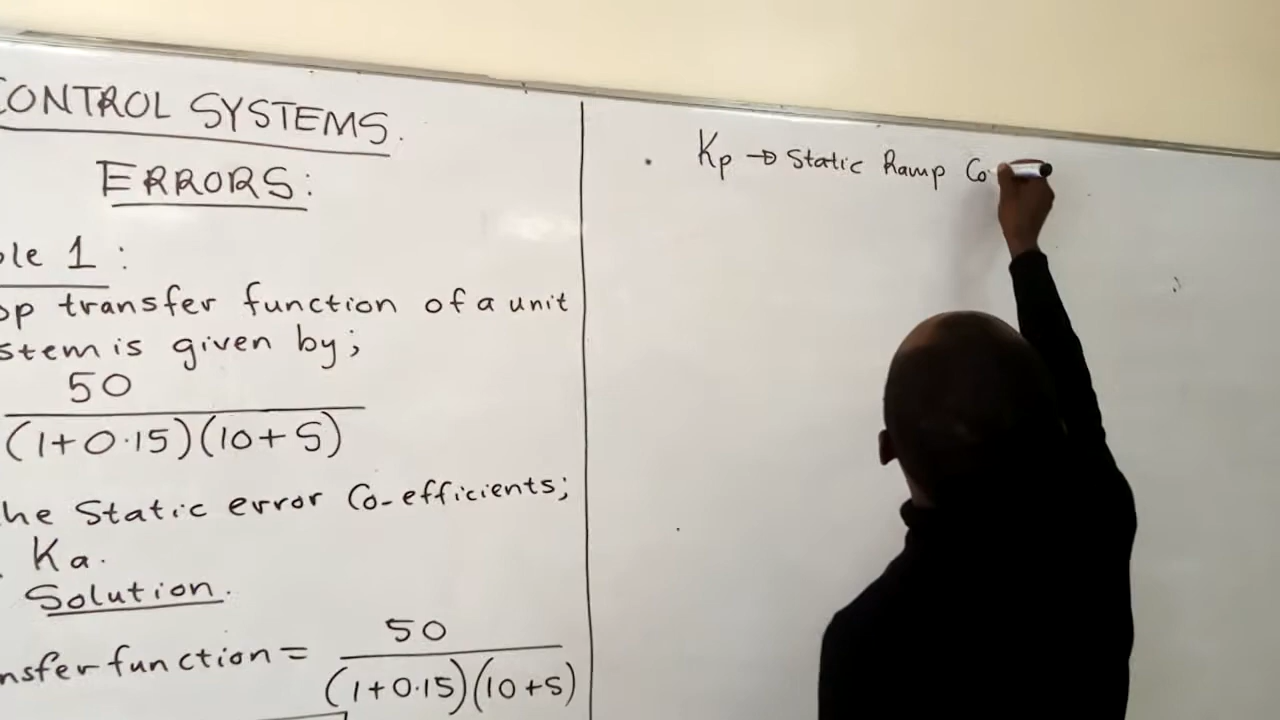 CONTROL SYSTEMS.
ERRORS:
ple 1:
op transfer function of a unit
stem is given by;
50
(1+0.1S)(10+S)
he Static error Co-efficients;
Ka.
Solution.
nsfer function = 50
(1+0.1S)(10+S)
Kp → Static Ramp Co